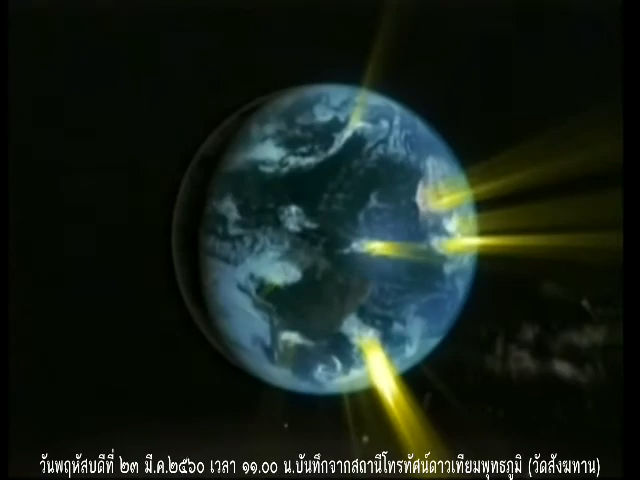 วันพฤหัสบดีที่ ๒๓ มี.ค.๒๕๖๐ เวลา ๑๑.๐๐ น.บันทึกจากสถานีโทรทัศน์ดาวเทียมพุทธภูมิ (วัดสังฆทาน)